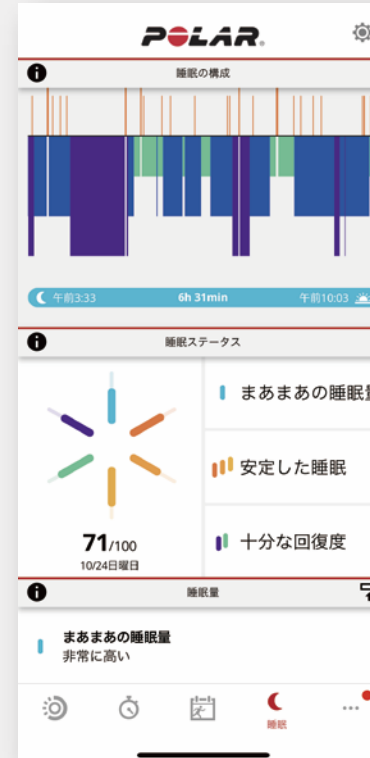 POLAR
睡眠の構成
午前3:33 6h 31min 午前10:03
睡眠ステータス
まあまあの睡眠
安定した睡眠
十分な回復度
71/100
10/24日曜日
睡眠量
まあまあの睡眠量
非常に高い
睡眠